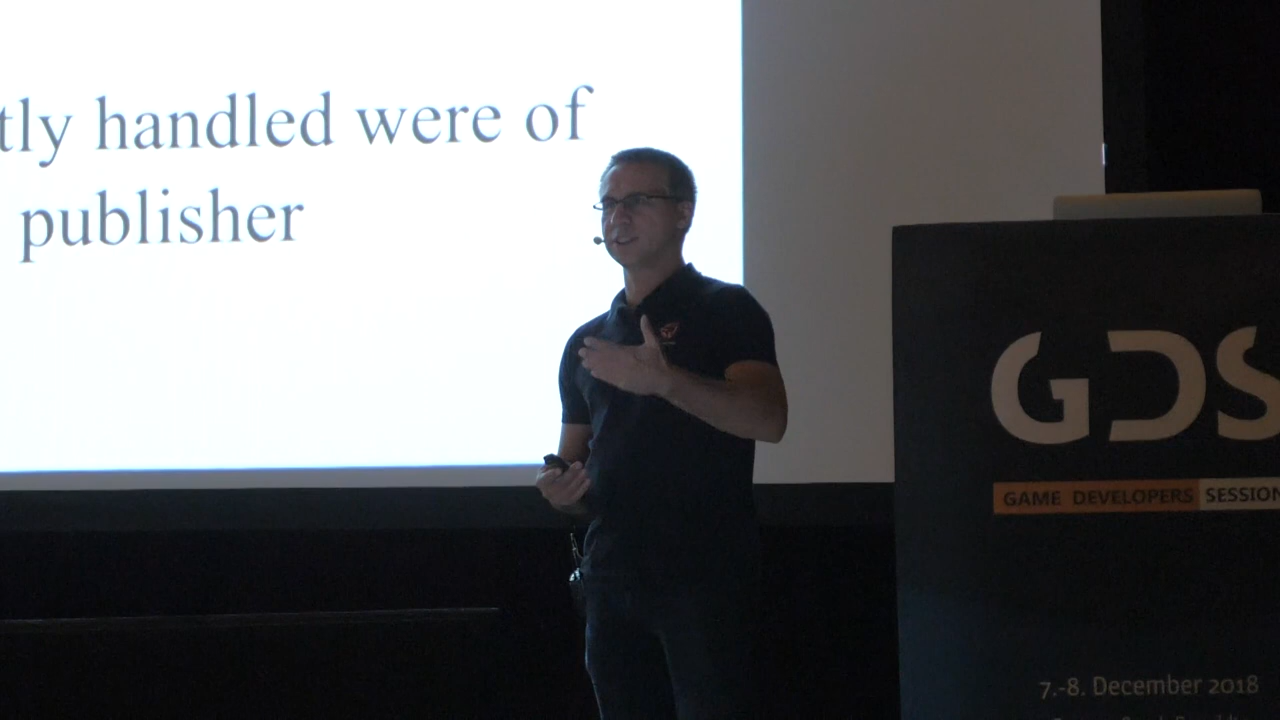 tly handled were of
publisher
GDS
GAME DEVELOPERS SESSION
7.-8. December 2018